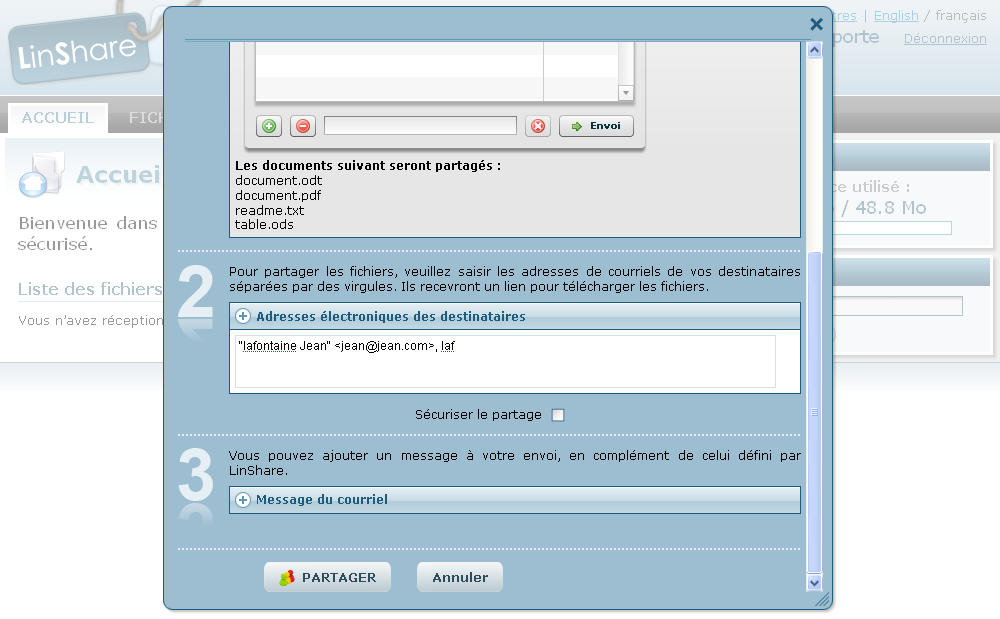 LinShare
tres | English / français
porte Déconnexion
ACCUEIL FICH
Accuei
Bienvenue dans
sécurisé.
Liste des fichiers
Vous n'avez réception
Envoi
Les documents suivant seront partagés :
document.odt
document.pdf
readme.txt
table.ods
2
Pour partager les fichiers, veuillez saisir les adresses de courriels de vos destinataires
séparées par des virgules. Ils recevront un lien pour télécharger les fichiers.
Adresses électroniques des destinataires
"lafontaine Jean" <jean@jean.com>, laf
Sécuriser le partage
3
Vous pouvez ajouter un message à votre envoi, en complément de celui défini par
LinShare.
Message du courriel
PARTAGER Annuler
ce utilisé :
/ 48.8 Mo